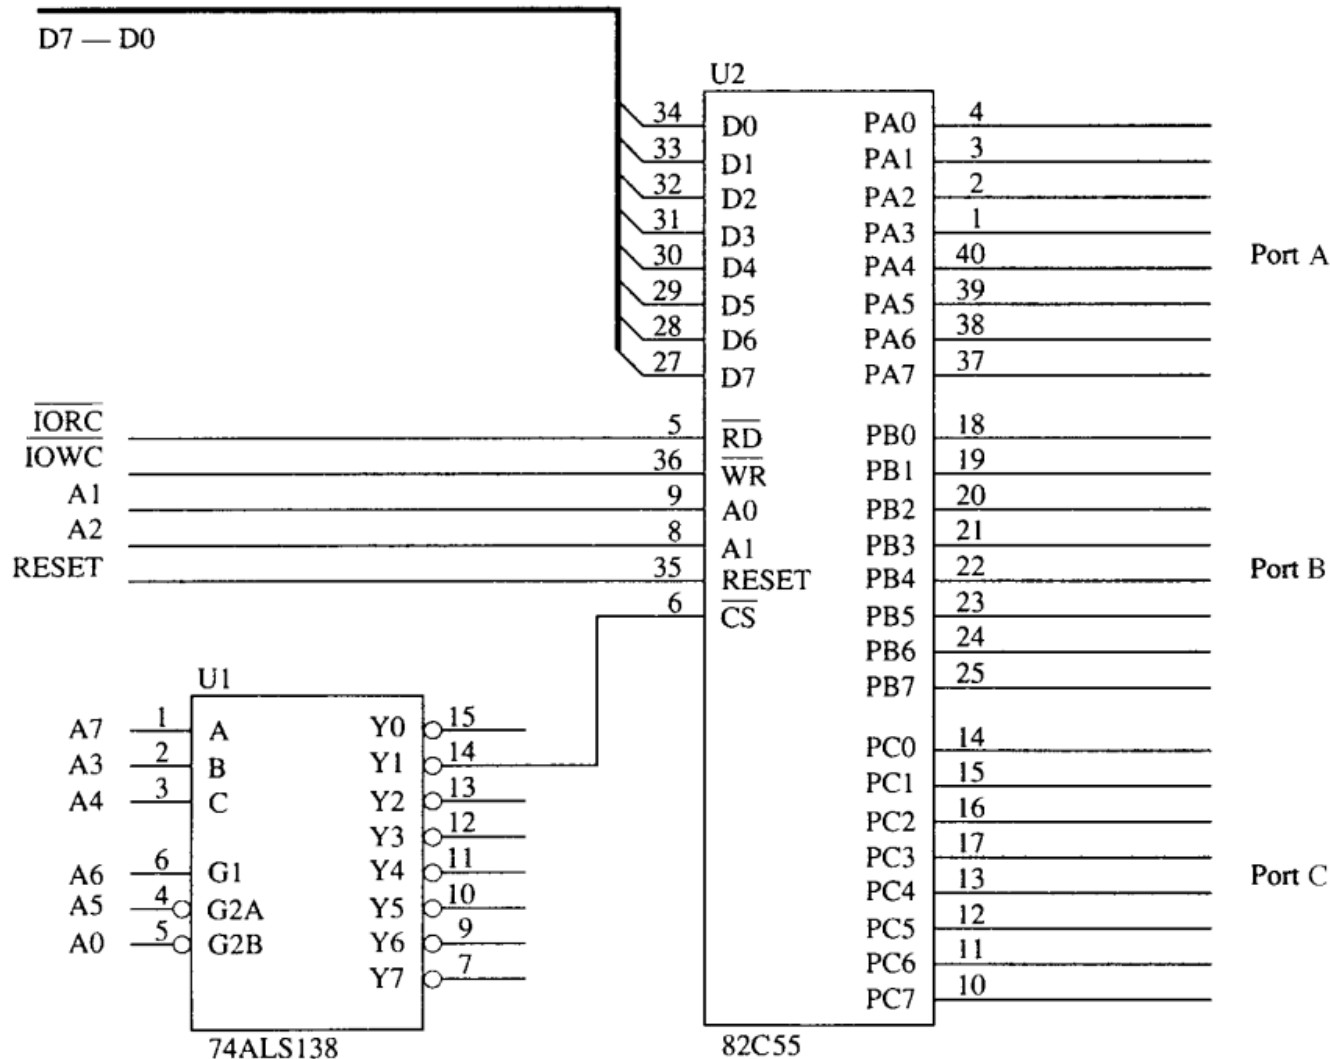 D7 — D0
U2
34 D0 PA0 4
33 D1 PA1 3
32 D2 PA2 2
31 D3 PA3 1
30 D4 PA4 40
Port A
29 D5 PA5 39
28 D6 PA6 38
27 D7 PA7 37
IORC 5 RD PB0 18
IOWC 36 WR PB1 19
A1 9 A0 PB2 20
A2 8 A1 PB3 21
RESET 35 RESET PB4 22
Port B
6 CS PB5 23
PB6 24
PB7 25
U1
A7 1 A Y0 15
A3 2 B Y1 14
A4 3 C Y2 13
Y3 12
A6 6 G1 Y4 11
A5 4 G2A Y5 10
A0 5 G2B Y6 9
Y7 7
74ALS138
PC0 14
PC1 15
PC2 16
PC3 17
PC4 13
Port C
PC5 12
PC6 11
PC7 10
82C55